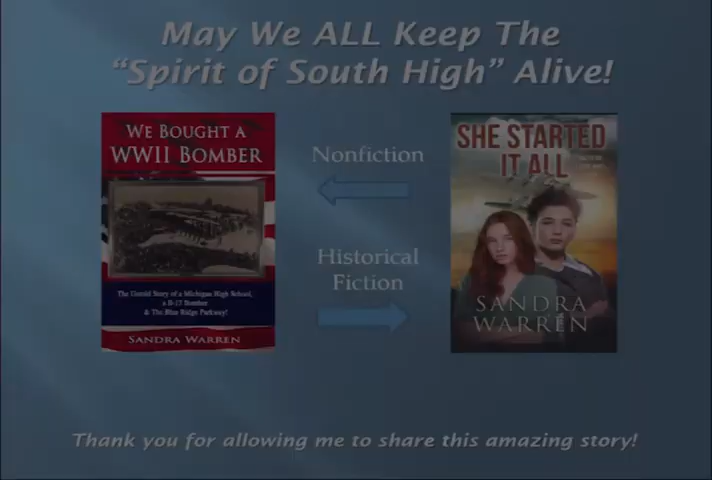 May We ALL Keep The
“Spirit of South High” Alive!
WE BOUGHT A
WWII BOMBER
The Untold Story of a Michigan High School,
a B-17 Bomber
& The Blue Ridge Parkway!
SANDRA WARREN
Nonfiction
Historical
Fiction
SHE STARTED
IT ALL
SANDRA
WARREN
Thank you for allowing me to share this amazing story!